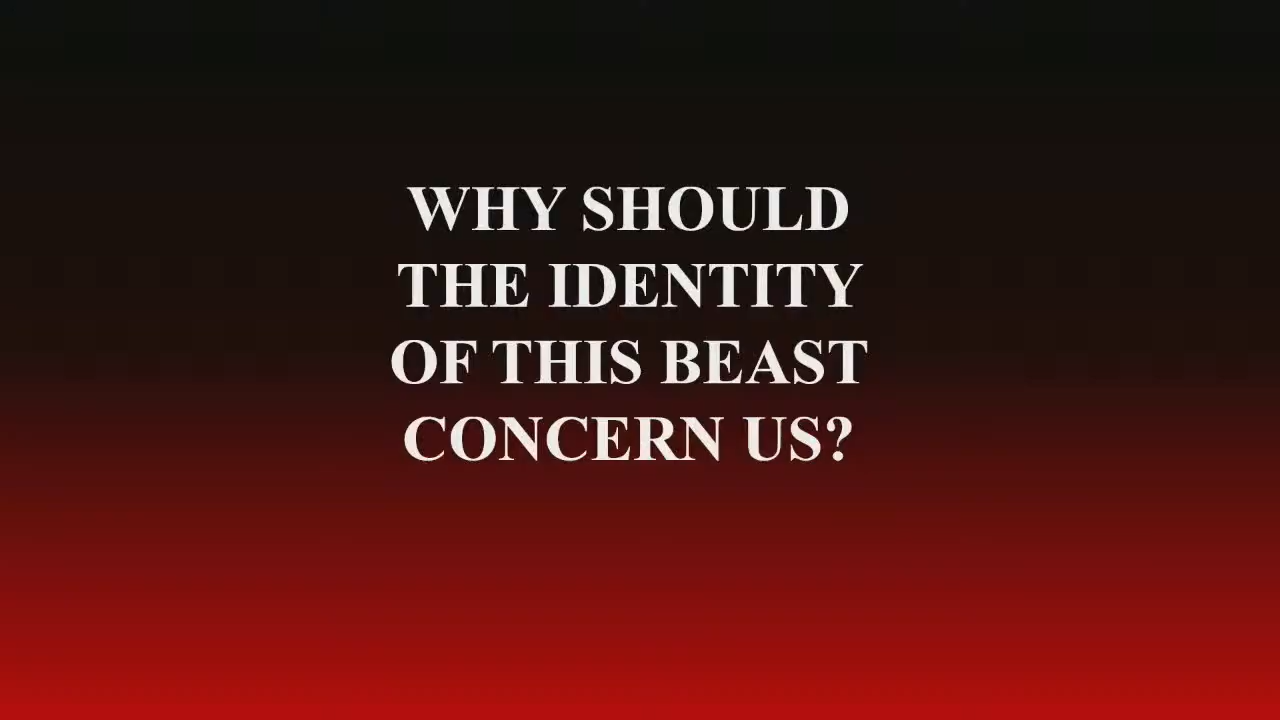 WHY SHOULD
THE IDENTITY
OF THIS BEAST
CONCERN US?